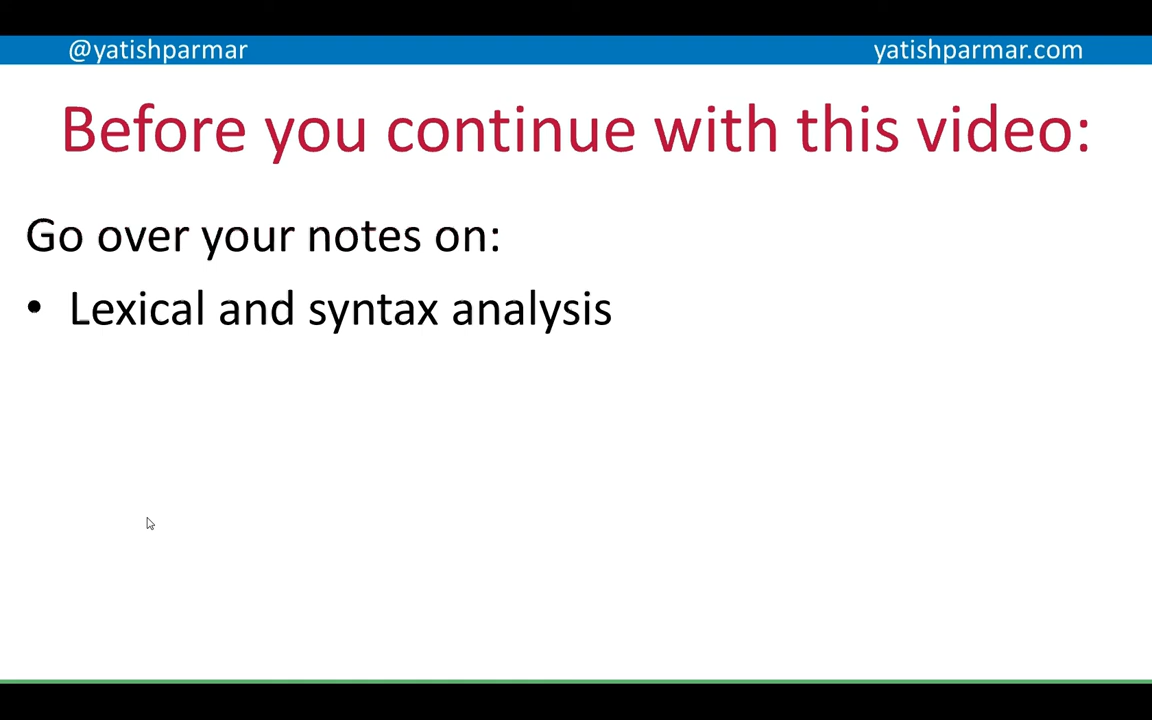 @yatishparmar yatishparmar.com
Before you continue with this video:
Go over your notes on:
• Lexical and syntax analysis